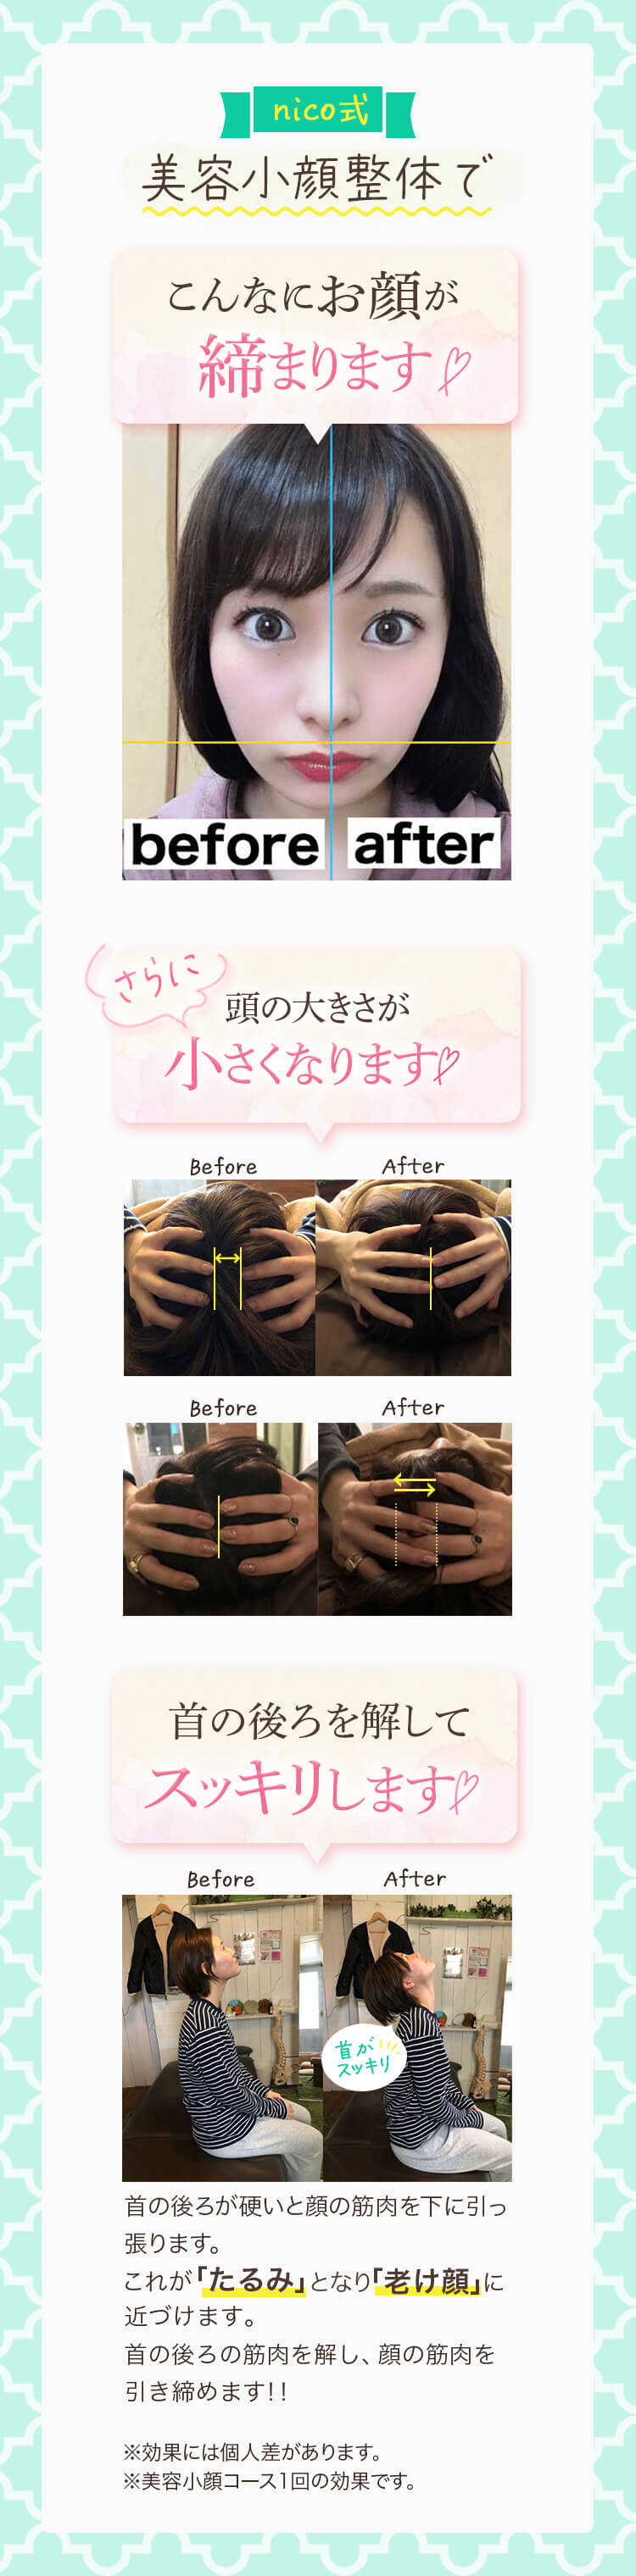 nico式
美容小顔整体で
こんなにお顔が
締まります
before after
さらに
頭の大きさが
小さくなります
Before After
Before After
首の後ろを解して
スッキリします
Before After
首が
スッキリ
首の後ろが硬いと顔の筋肉を下に引っ
張ります。
これが「たるみ」となり「老け顔」に
近づけます。
首の後ろの筋肉を解し、顔の筋肉を
引き締めます!!
※効果には個人差があります。
※美容小顔コース1回の効果です。